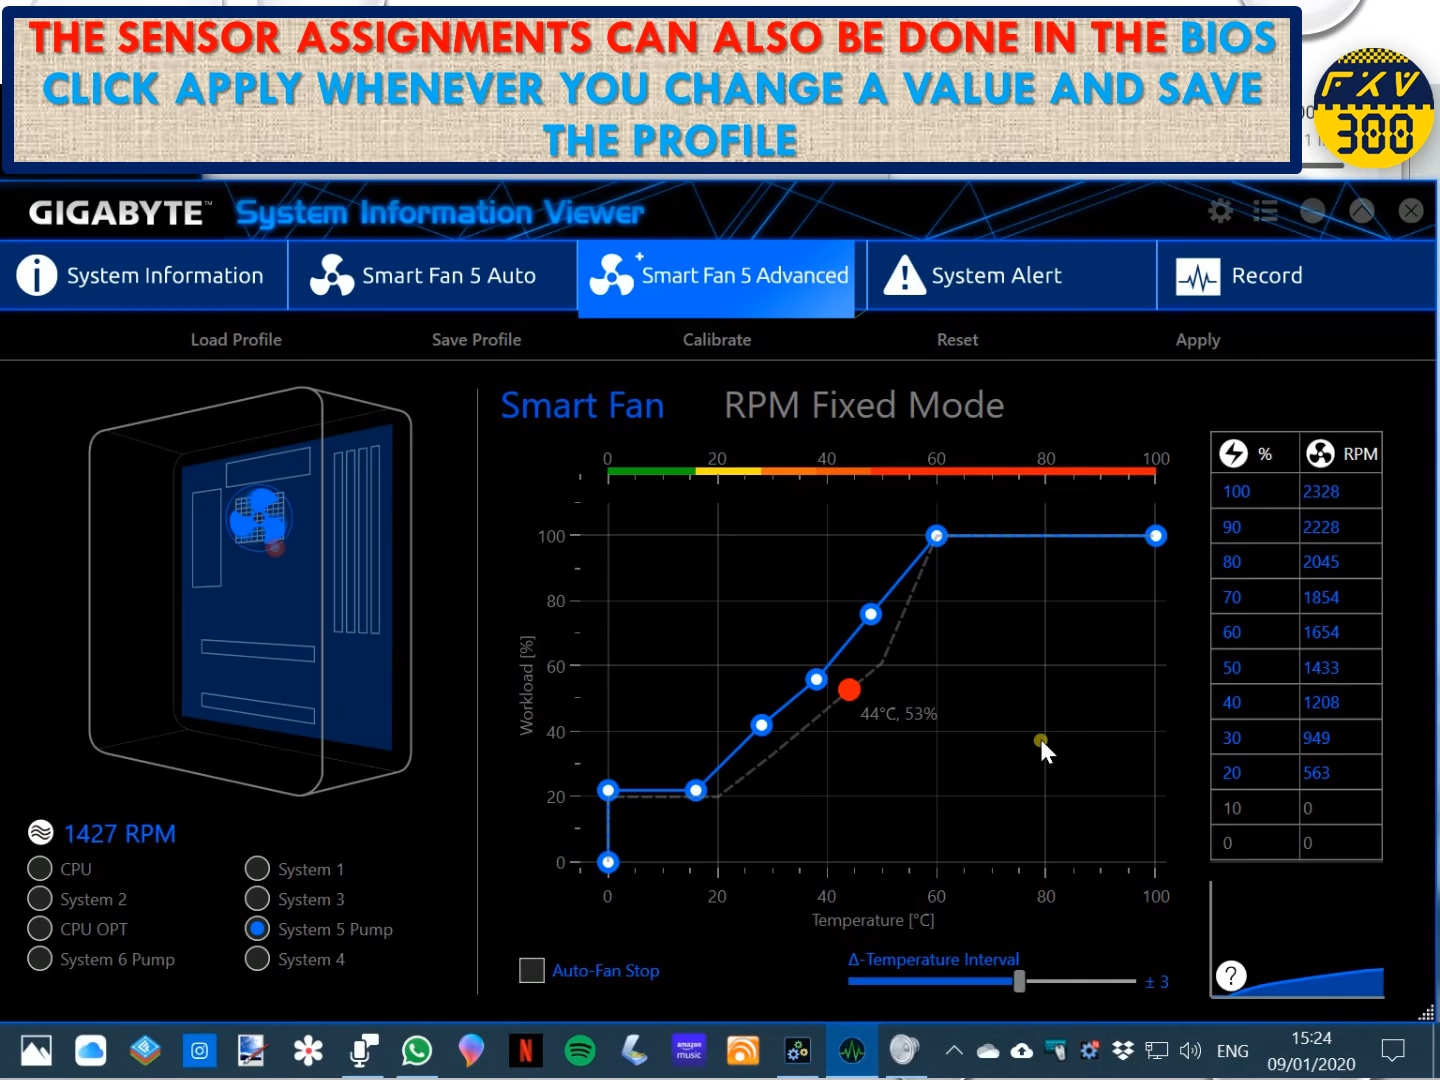 THE SENSOR ASSIGNMENTS CAN ALSO BE DONE IN THE BIOS
CLICK APPLY WHENEVER YOU CHANGE A VALUE AND SAVE
THE PROFILE
FXV
300
GIGABYTE™ System Information Viewer
System Information
Smart Fan 5 Auto
Smart Fan 5 Advanced
System Alert
Record
Load Profile
Save Profile
Calibrate
Reset
Apply
Smart Fan
RPM Fixed Mode
0 20 40 60 80 100
100
80
60
40
20
0
Workload [%]
44°C, 53%
0 20 40 60 80 100
Temperature [°C]
% RPM
100 2328
90 2228
80 2045
70 1854
60 1654
50 1433
40 1208
30 949
20 563
10 0
0 0
1427 RPM
CPU System 1
System 2 System 3
CPU OPT System 5 Pump
System 6 Pump System 4
Auto-Fan Stop
Δ-Temperature Interval
± 3
?
N
amazon music
ENG
15:24
09/01/2020